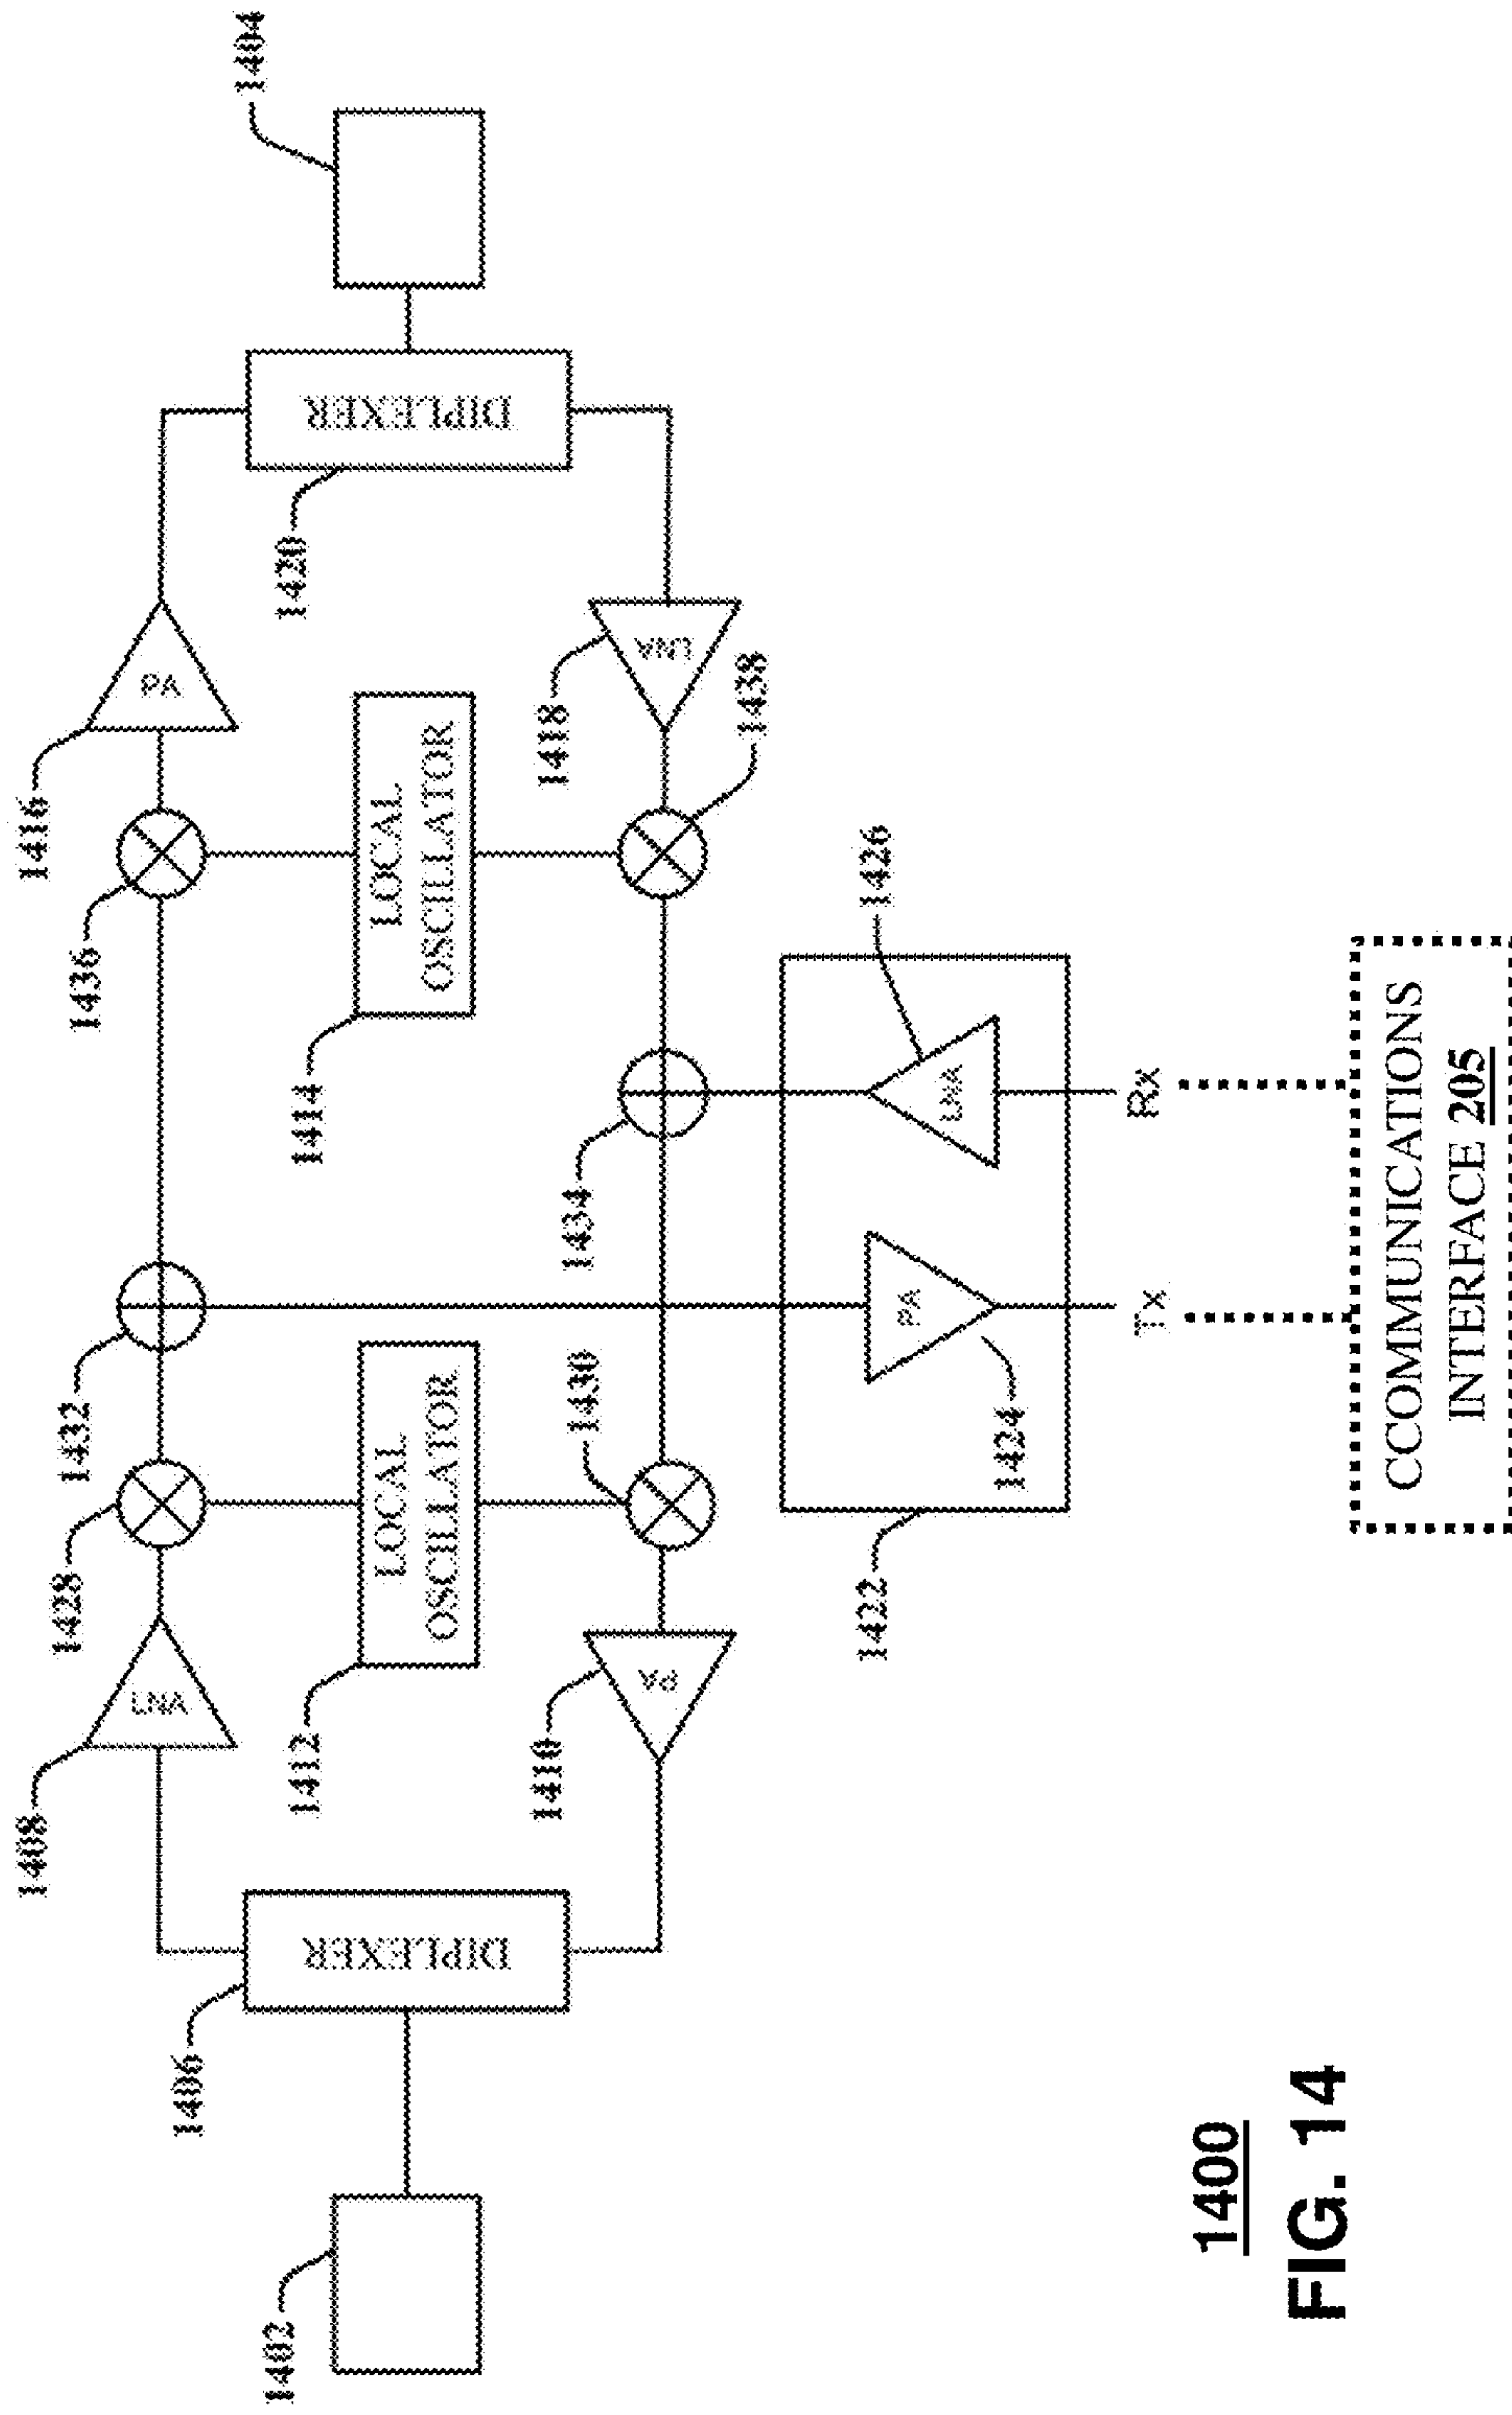 1404
1416
PA
DIPLEXER
1420
1436
LOCAL
OSCILLATOR
1414
1418
LNA
1438
1432
1434
1426
LNA
Rx
1428
LOCAL
OSCILLATOR
1412
1430
PA
1424
Tx
1422
CCOMMUNICATIONS
INTERFACE 205
1408
LNA
1410
PA
1406
DIPLEXER
1402
1400
FIG. 14